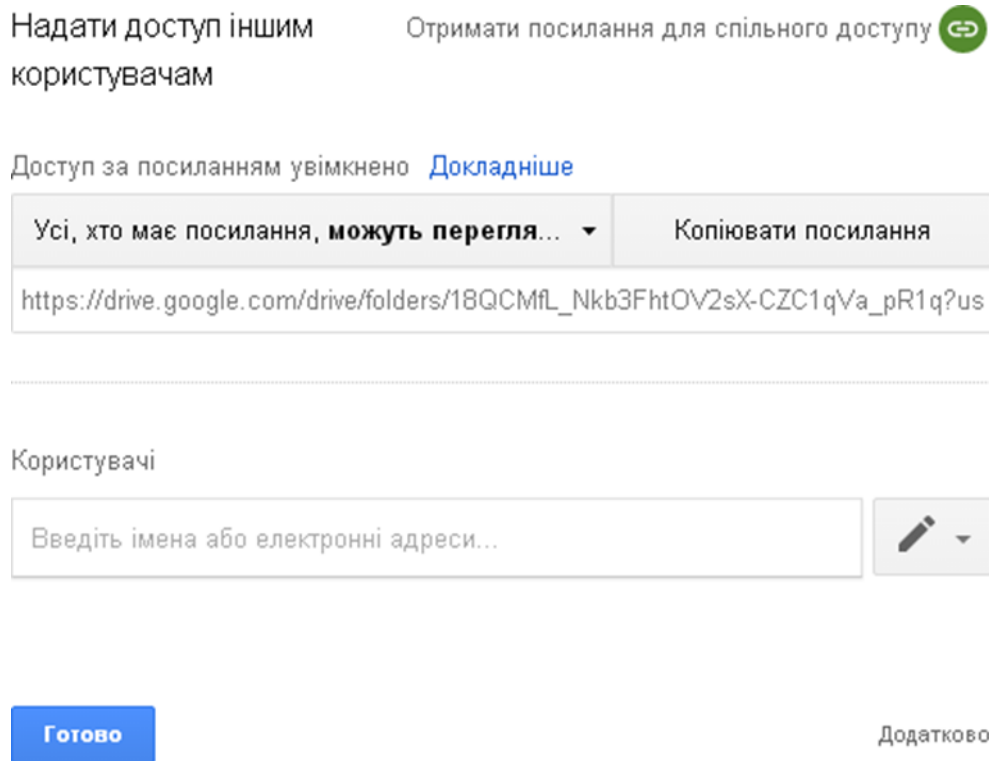 Надати доступ іншим
користувачам
Отримати посилання для спільного доступу
Доступ за посиланням увімкнено Докладніше
Усі, хто має посилання, можуть перегля... Копіювати посилання
https://drive.google.com/drive/folders/18QCMfL_Nkb3FhtOV2sX-CZC1qVa_pR1q?us
Користувачі
Введіть імена або електронні адреси...
Готово
Додатково